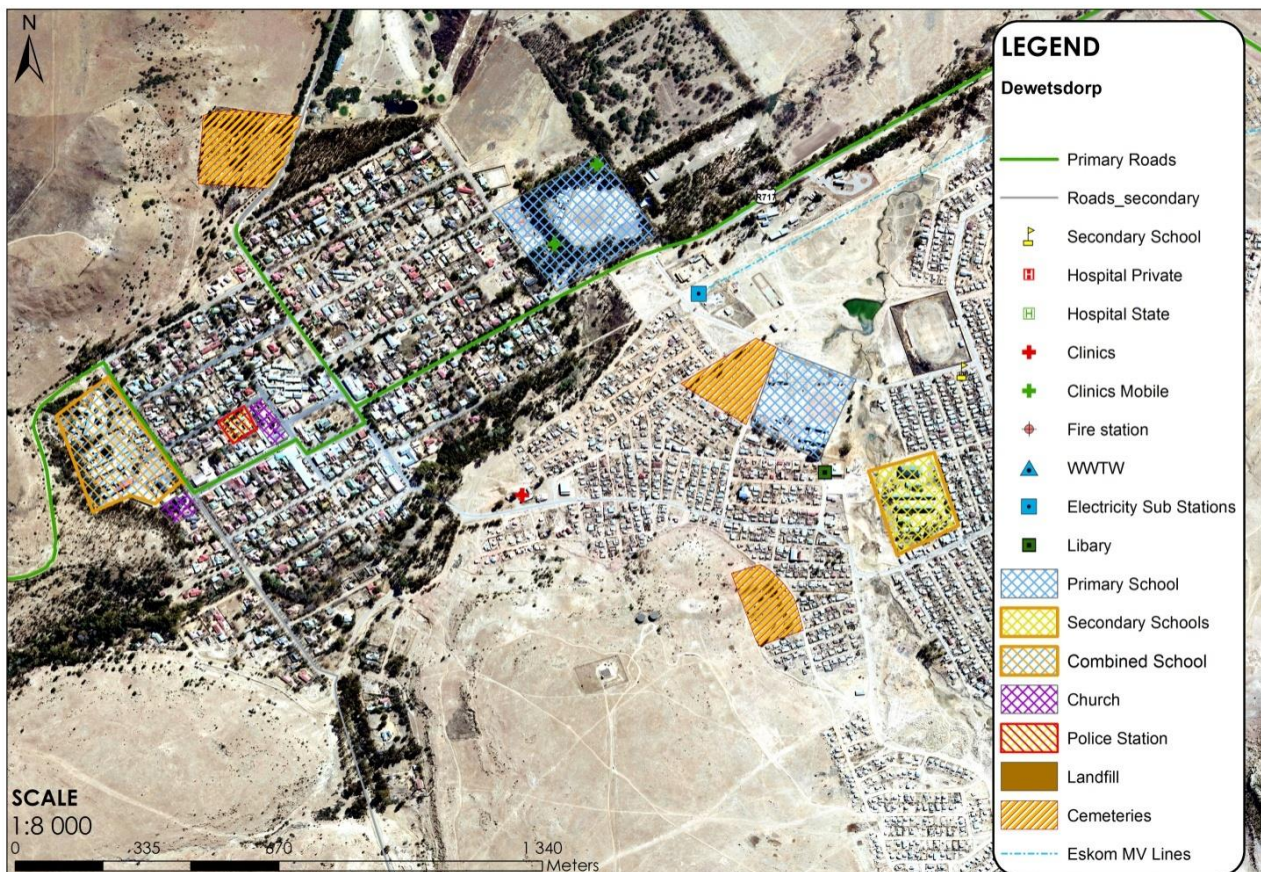 N
R717
LEGEND
Dewetsdorp
Primary Roads
Roads_secondary
Secondary School
Hospital Private
Hospital State
Clinics
Clinics Mobile
Fire station
WWTW
Electricity Sub Stations
Libary
Primary School
Secondary Schools
Combined School
Church
Police Station
Landfill
Cemeteries
Eskom MV Lines
SCALE
1:8 000
0 335 670 1 340
Meters